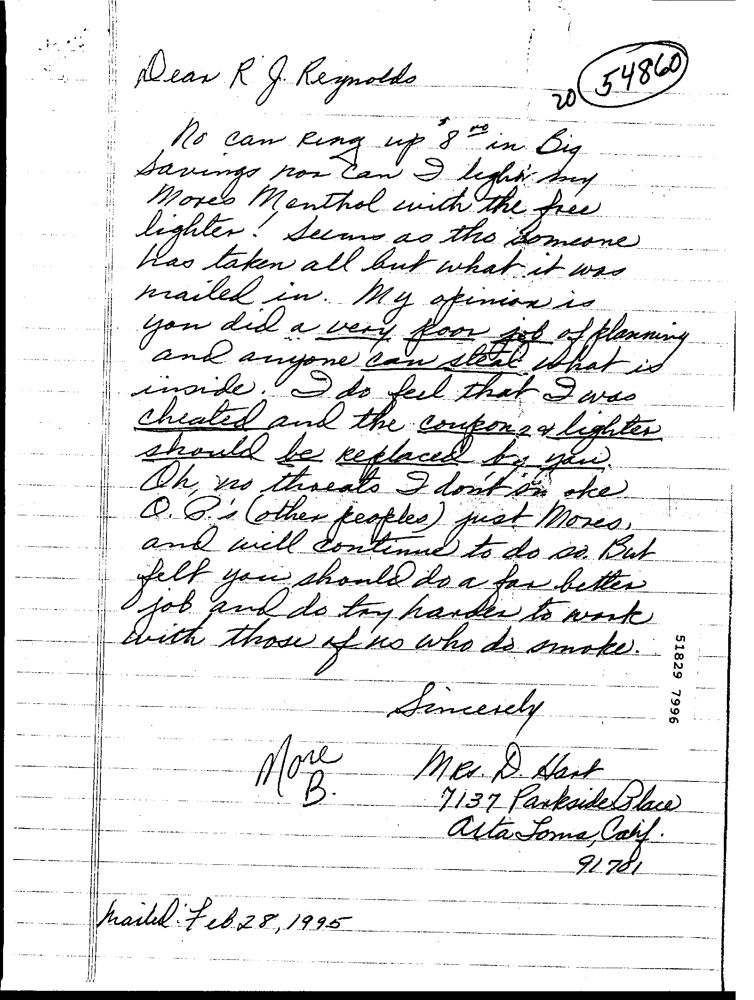 Dear R J. Reynolds
20 54860
No can Ring up $8 00 in Big
Savings nor can I light my
Mores Menthol with the free
lighter! Seems as tho someone
has taken all but what it was
mailed in. My opinion is
you did a very poor job of planning
and anyone can steal what is
inside. I do feel that I was
cheated and the coupons & lighter
should be replaced by you.
Oh, no threats I don't smoke
O.P.'s (other peoples) just Mores,
and will continue to do so. But
felt you should do a far better
job and do try harder to work
with those of us who do smoke.
Sincerely
More
B.
Mrs. D. Hart
7137 Parkside Place
Alta Loma, Calif.
91701
Mailed: Feb 28, 1995
51829 7996